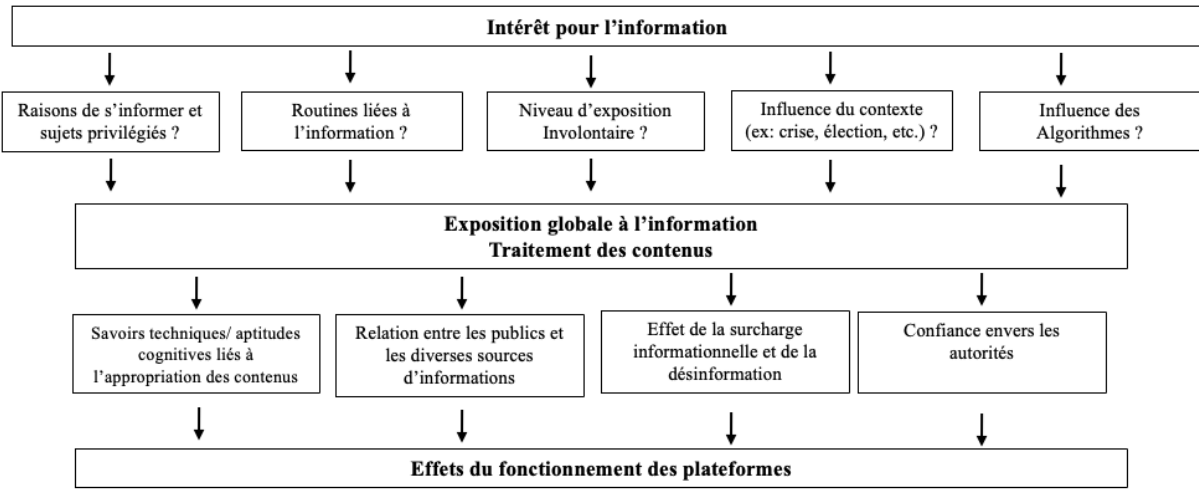 Intérêt pour l'information
Raisons de s'informer et
sujets privilégiés ?
Routines liées à
l'information ?
Niveau d'exposition
Involontaire ?
Influence du contexte
(ex: crise, élection, etc.) ?
Influence des
Algorithmes ?
Exposition globale à l'information
Traitement des contenus
Savoirs techniques/ aptitudes
cognitives liés à
l'appropriation des contenus
Relation entre les publics et
les diverses sources
d'informations
Effet de la surcharge
informationnelle et de la
désinformation
Confiance envers les
autorités
Effets du fonctionnement des plateformes